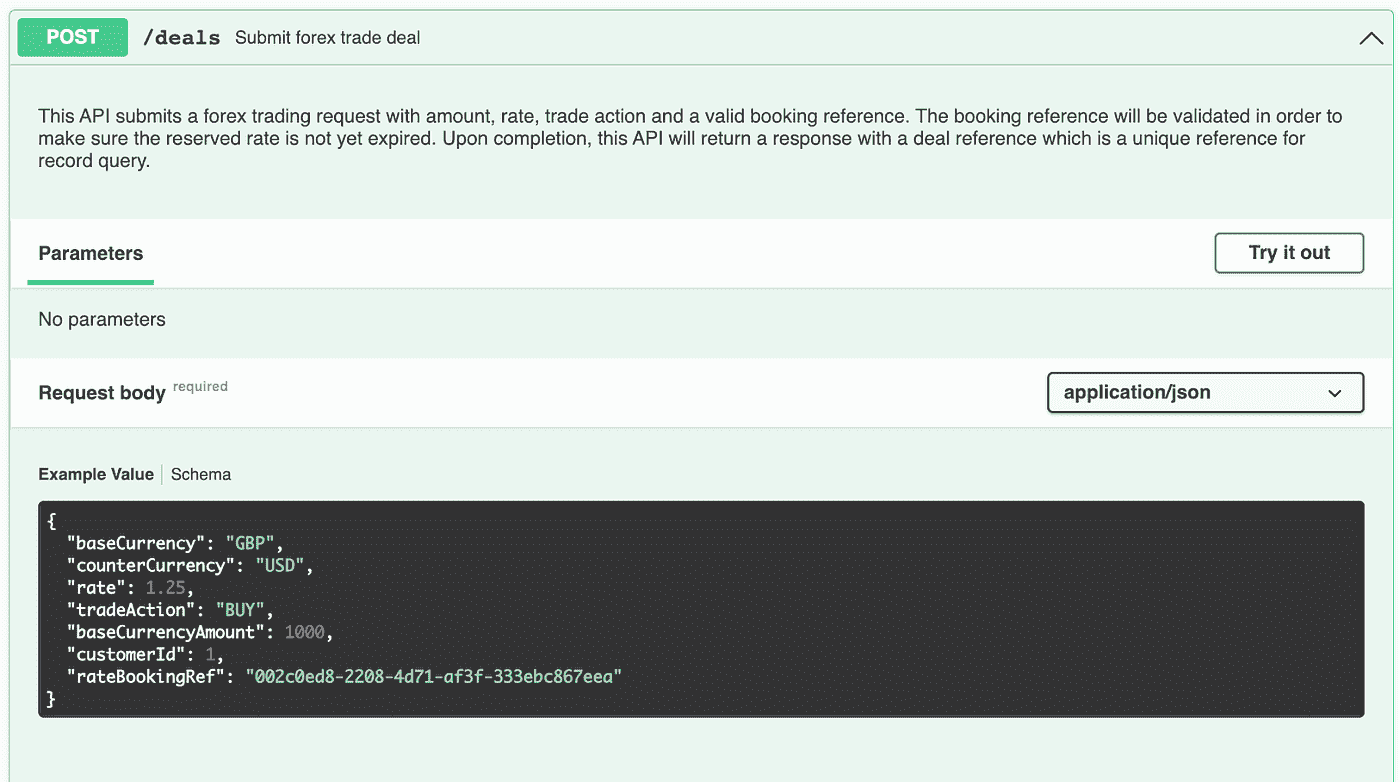 POST /deals Submit forex trade deal
This API submits a forex trading request with amount, rate, trade action and a valid booking reference. The booking reference will be validated in order to
make sure the reserved rate is not yet expired. Upon completion, this API will return a response with a deal reference which is a unique reference for
record query.
Parameters
Try it out
No parameters
Request body required
application/json
Example Value Schema
{
"baseCurrency": "GBP",
"counterCurrency": "USD",
"rate": 1.25,
"tradeAction": "BUY",
"baseCurrencyAmount": 1000,
"customerId": 1,
"rateBookingRef": "002c0ed8-2208-4d71-af3f-333ebc867eea"
}